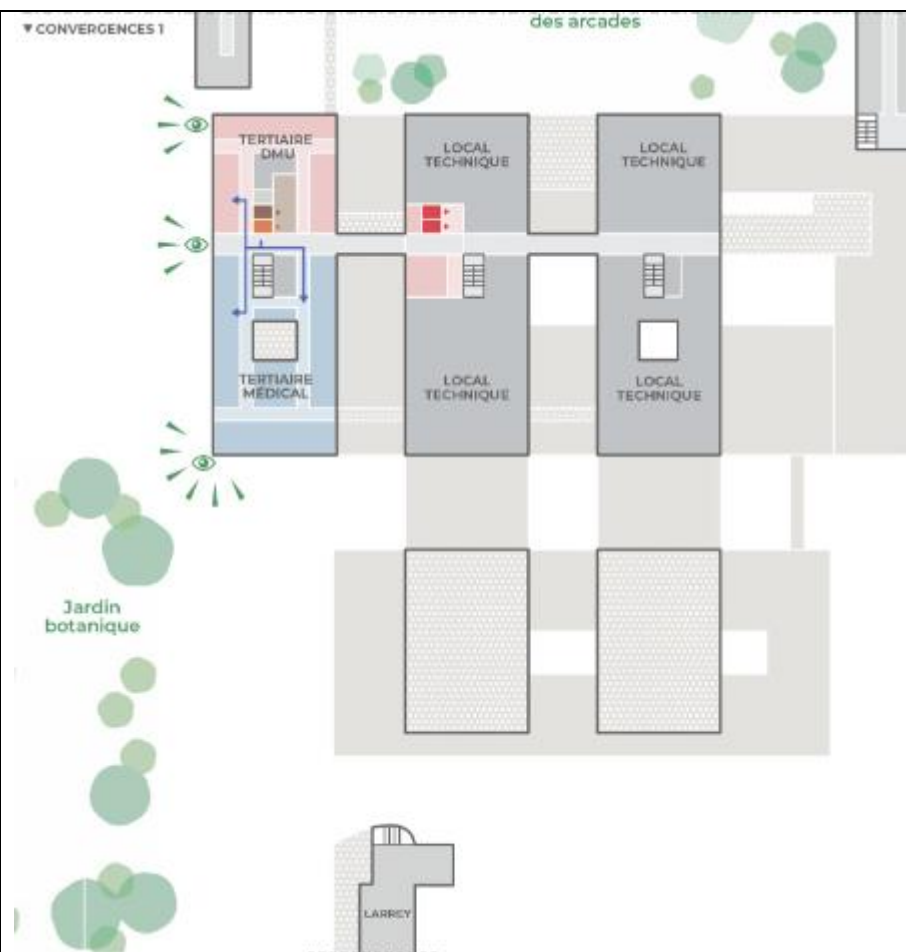 ▼ CONVERGENCES 1
des arcades
TERTIAIRE
DMU
LOCAL
TECHNIQUE
LOCAL
TECHNIQUE
TERTIAIRE
MÉDICAL
LOCAL
TECHNIQUE
LOCAL
TECHNIQUE
Jardin
botanique
LARREY